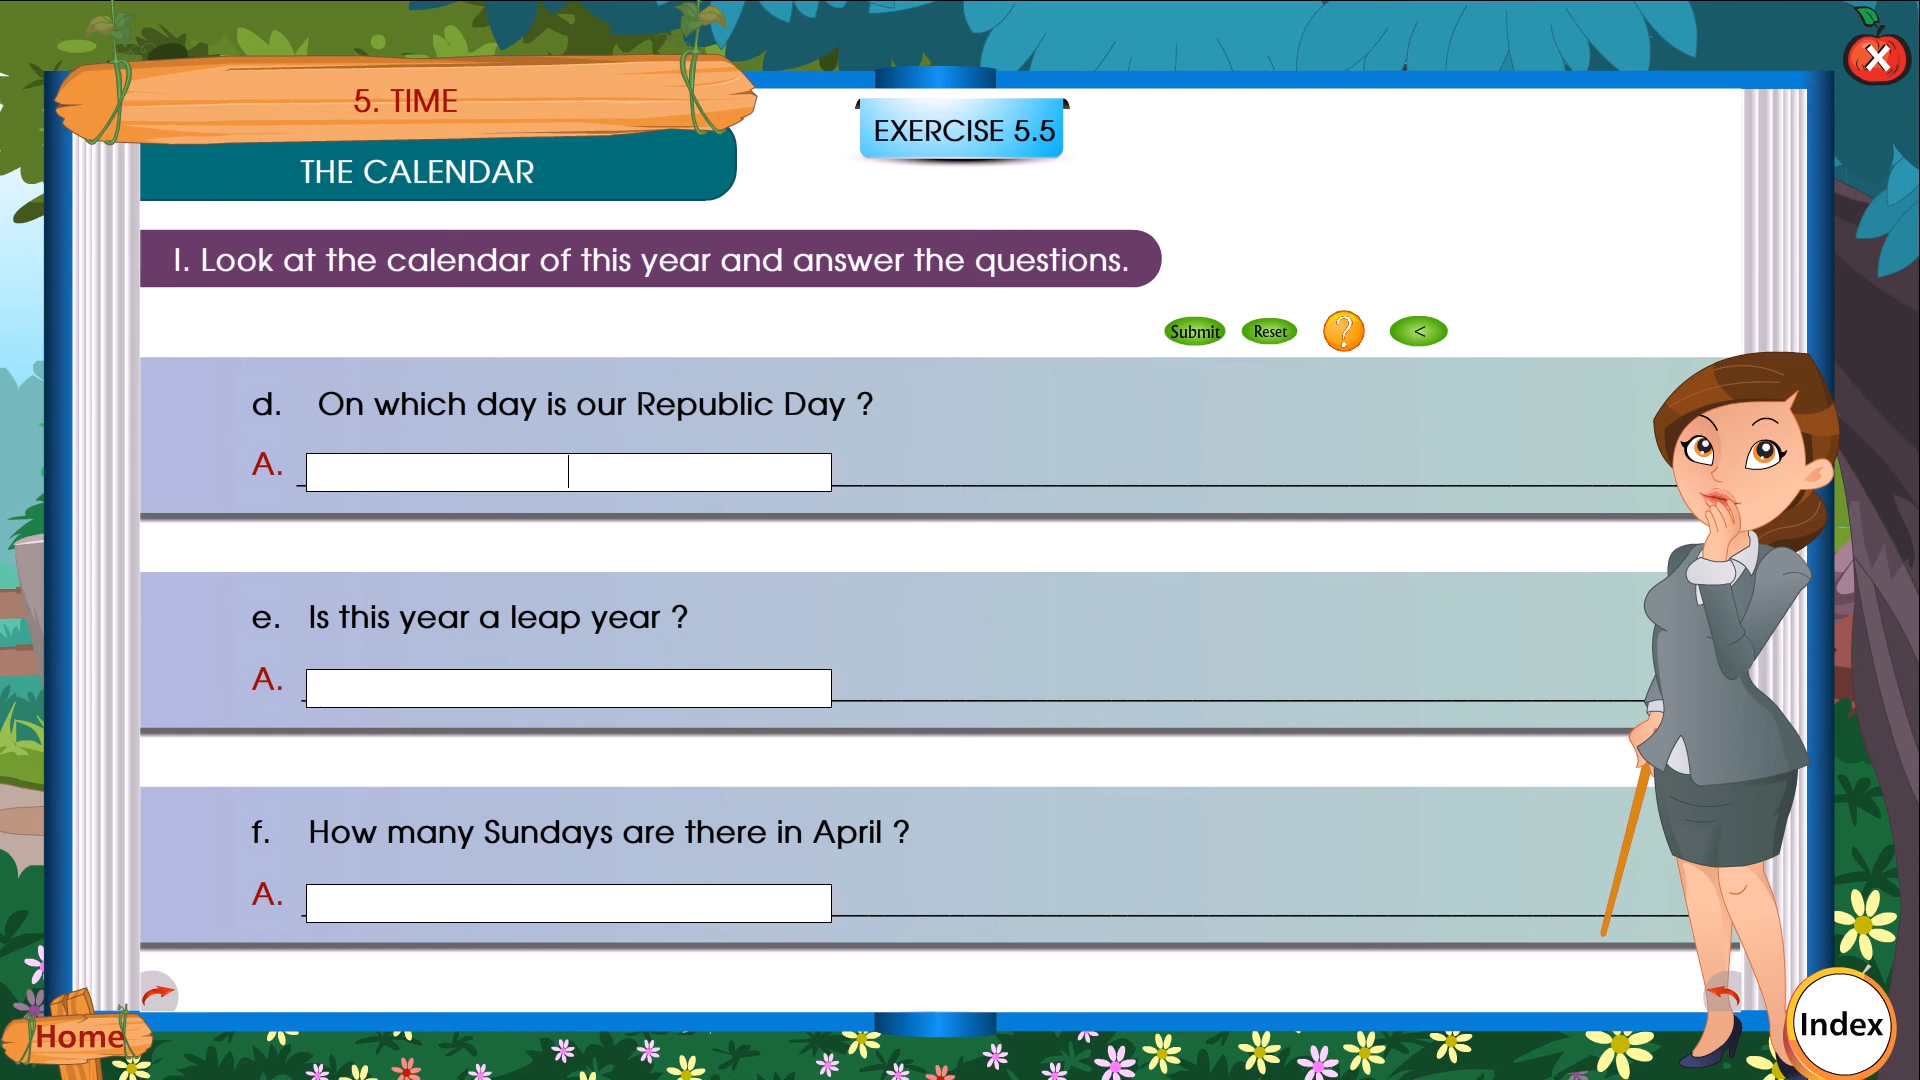 5. TIME
EXERCISE 5.5
THE CALENDAR
I. Look at the calendar of this year and answer the questions.
Submit Reset ? <
d. On which day is our Republic Day ?
A.
e. Is this year a leap year ?
A.
f. How many Sundays are there in April ?
A.
Home
Index